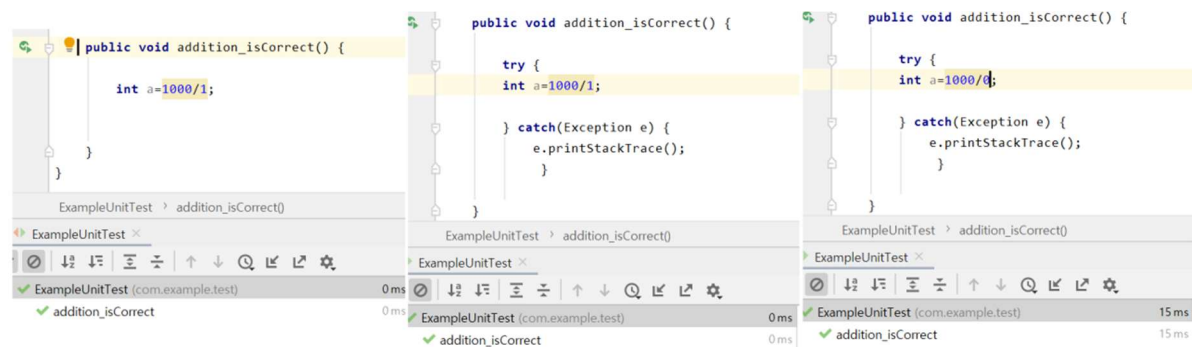 public void addition_isCorrect() {
int a=1000/1;
}
}
ExampleUnitTest › addition_isCorrect()
ExampleUnitTest ×
ExampleUnitTest (com.example.test) 0 ms
addition_isCorrect 0 ms
public void addition_isCorrect() {
try {
int a=1000/1;
} catch(Exception e) {
e.printStackTrace();
}
}
ExampleUnitTest › addition_isCorrect()
ExampleUnitTest ×
ExampleUnitTest (com.example.test) 0 ms
addition_isCorrect 0 ms
public void addition_isCorrect() {
try {
int a=1000/0;
} catch(Exception e) {
e.printStackTrace();
}
}
ExampleUnitTest › addition_isCorrect()
ExampleUnitTest ×
ExampleUnitTest (com.example.test) 15 ms
addition_isCorrect 15 ms